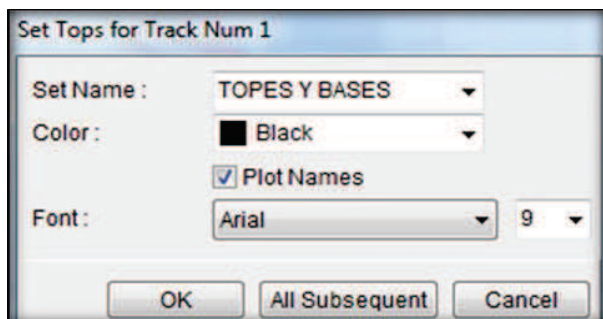 Set Tops for Track Num 1
Set Name : TOPES Y BASES
Color : Black
Plot Names
Font : Arial 9
OK All Subsequent Cancel